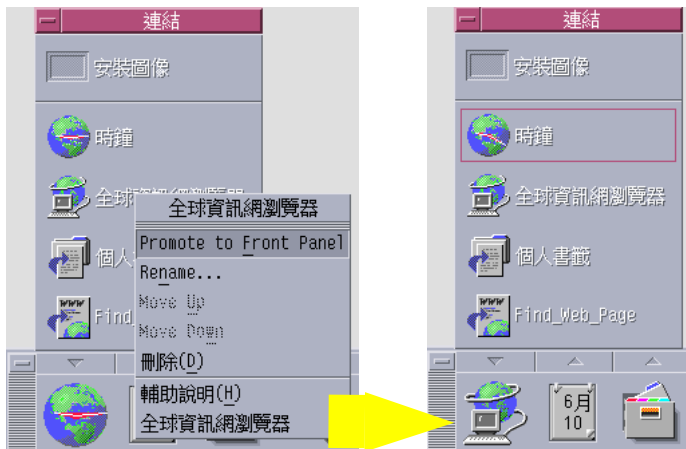 連結
安裝圖像
時鐘
全球資訊網瀏覽器
個人
Find
全球資訊網瀏覽器
Promote to Front Panel
Rename...
Move Up
Move Down
刪除(D)
輔助說明(H)
全球資訊網瀏覽器
連結
安裝圖像
時鐘
全球資訊網瀏覽器
個人書籤
Find_Web_Page
6月
10